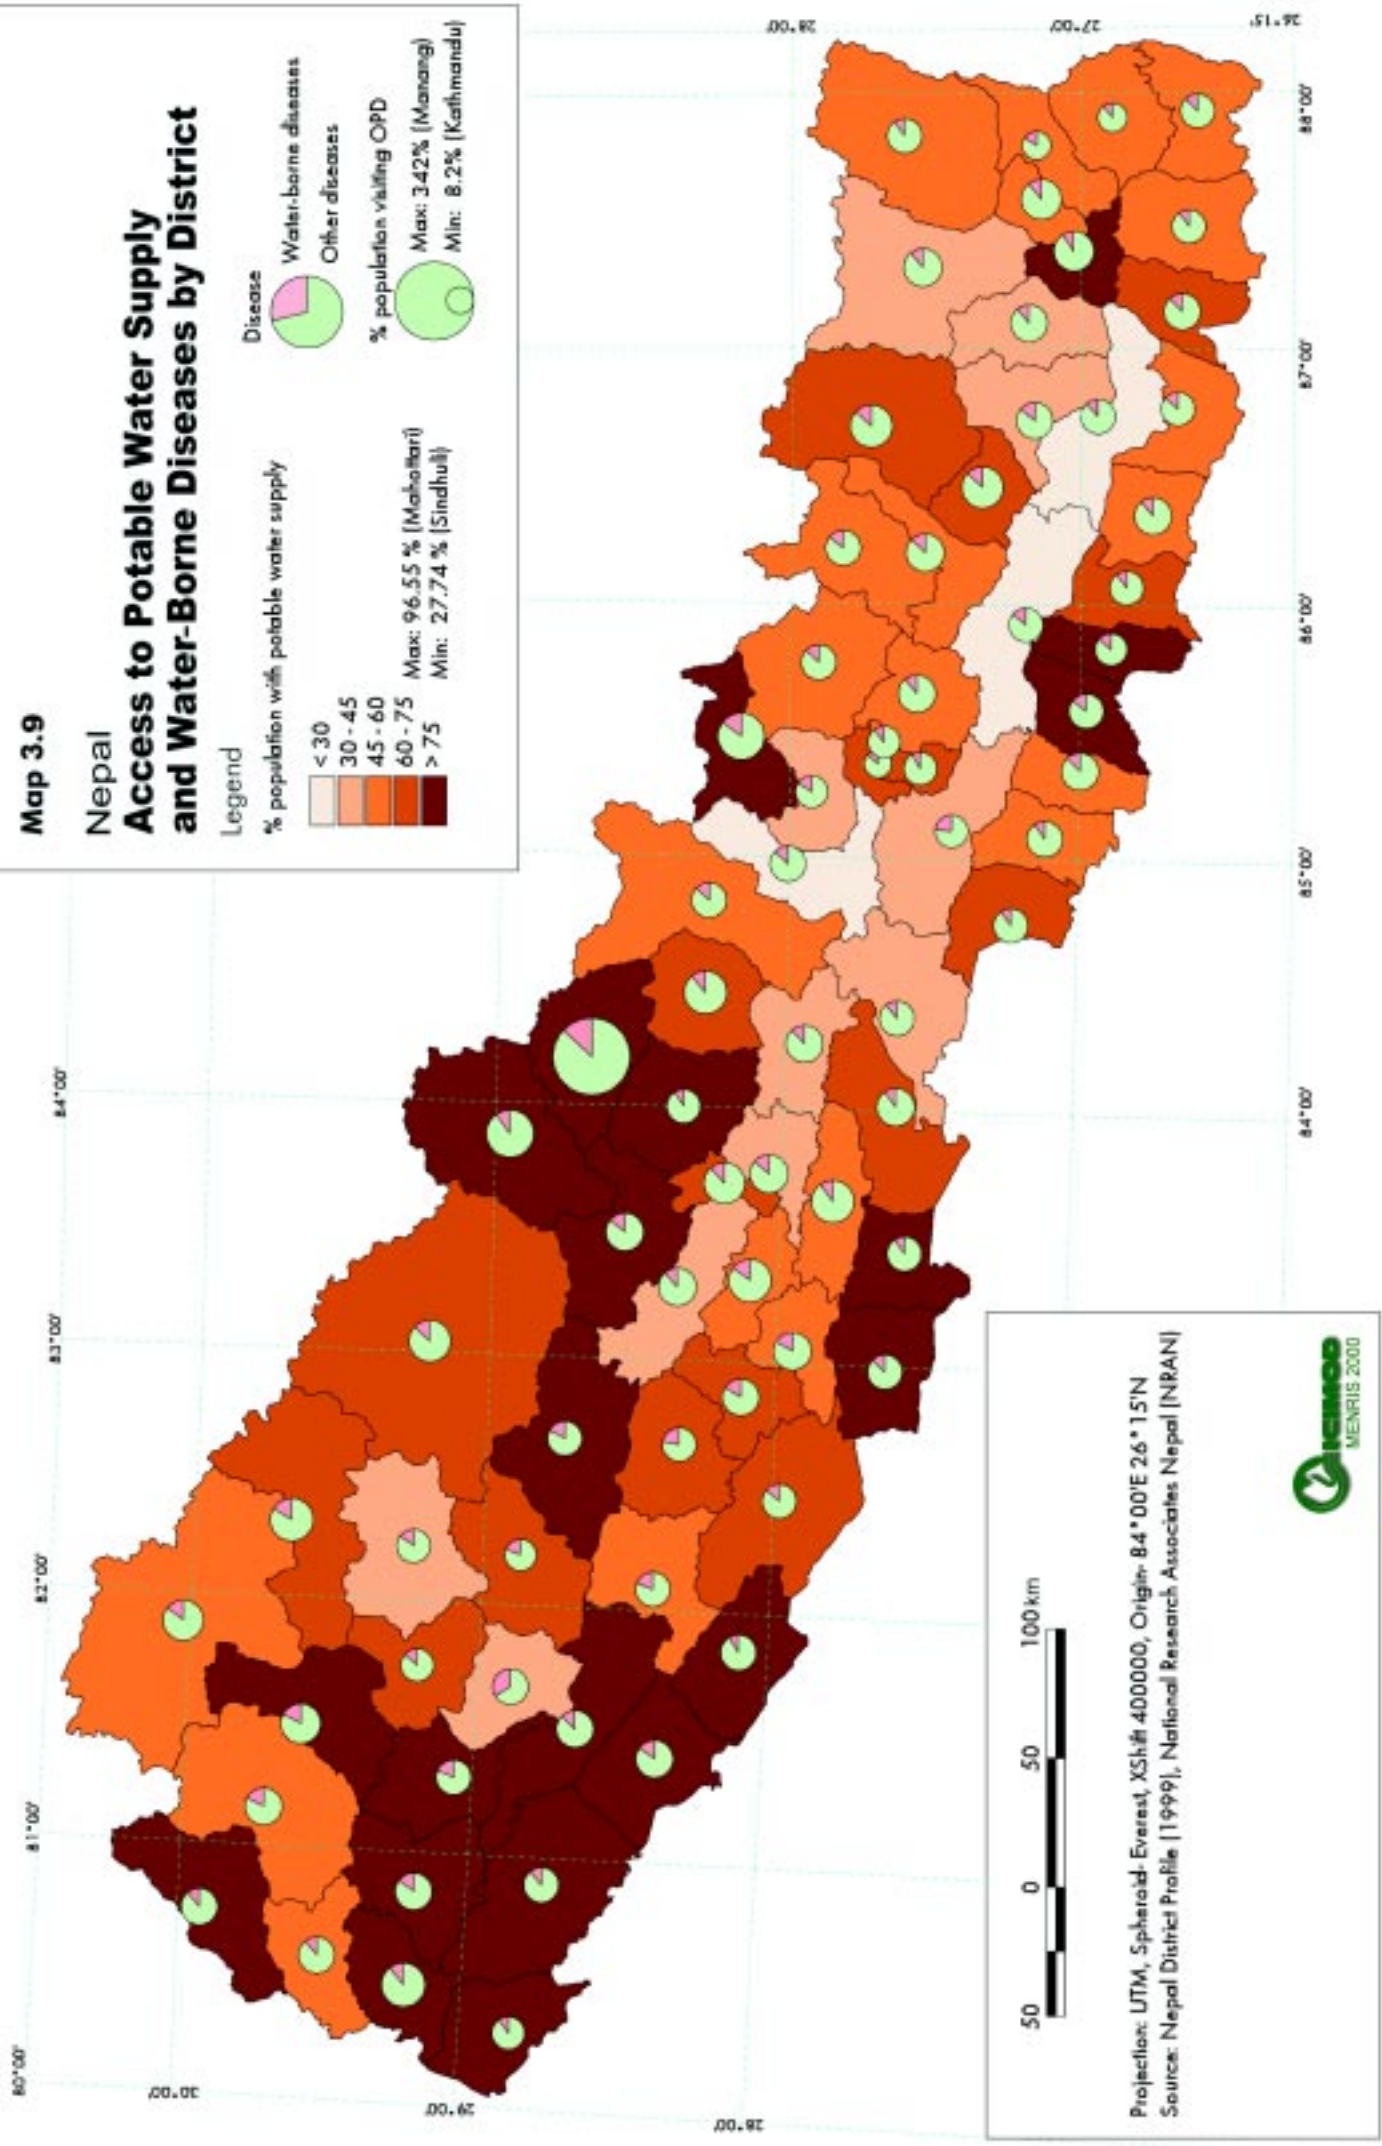 Map 3.9
Nepal
Access to Potable Water Supply
and Water-Borne Diseases by District
Legend
% population with potable water supply
< 30
30 - 45
45 - 60
60 - 75
> 75
Max: 96.55 % (Mahottari)
Min: 27.74 % (Sindhuli)
Disease
Water-borne diseases
Other diseases
% population visiting OPD
Max: 342% (Manang)
Min: 8.2% (Kathmandu)
80°00'
81°00'
82°00'
83°00'
84°00'
30°00'
29°00'
28°00'
28°00'
27°00'
26°15'
84°00'
85°00'
86°00'
87°00'
88°00'
50 0 50 100 km
Projection: UTM, Spheroid- Everest, XShift 400000, Origin- 84°00'E 26°15'N
Source: Nepal District Profile (1999), National Research Associates Nepal (NRAN)
ICIMOD
MENRIS 2000